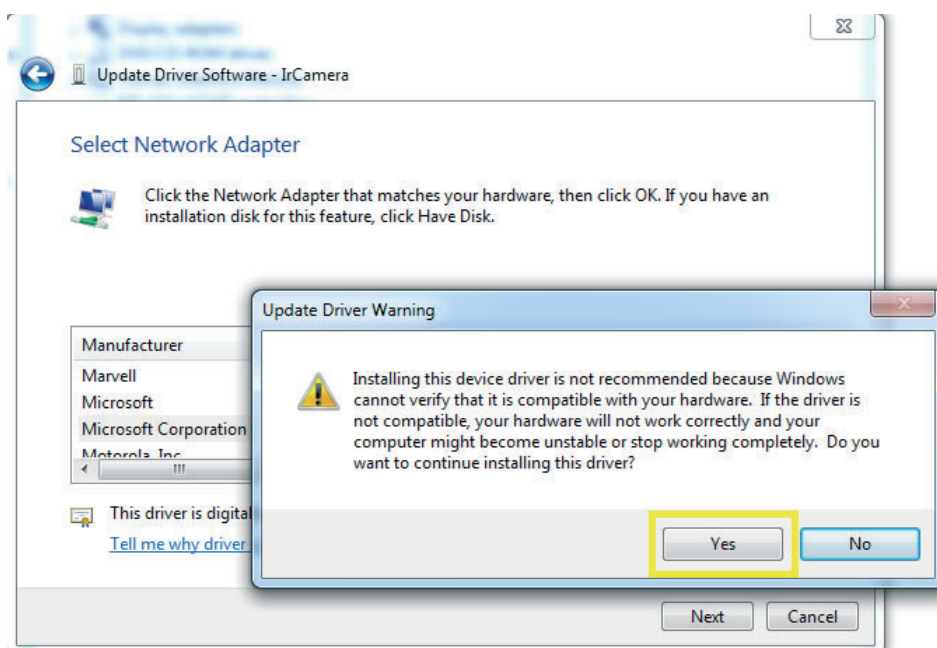 Update Driver Software - IrCamera
Select Network Adapter
Click the Network Adapter that matches your hardware, then click OK. If you have an
installation disk for this feature, click Have Disk.
Update Driver Warning
Manufacturer
Marvell
Microsoft
Microsoft Corporation
Motorola, Inc
Installing this device driver is not recommended because Windows
cannot verify that it is compatible with your hardware. If the driver is
not compatible, your hardware will not work correctly and your
computer might become unstable or stop working completely. Do you
want to continue installing this driver?
This driver is digital
Tell me why driver
Yes
No
Next
Cancel